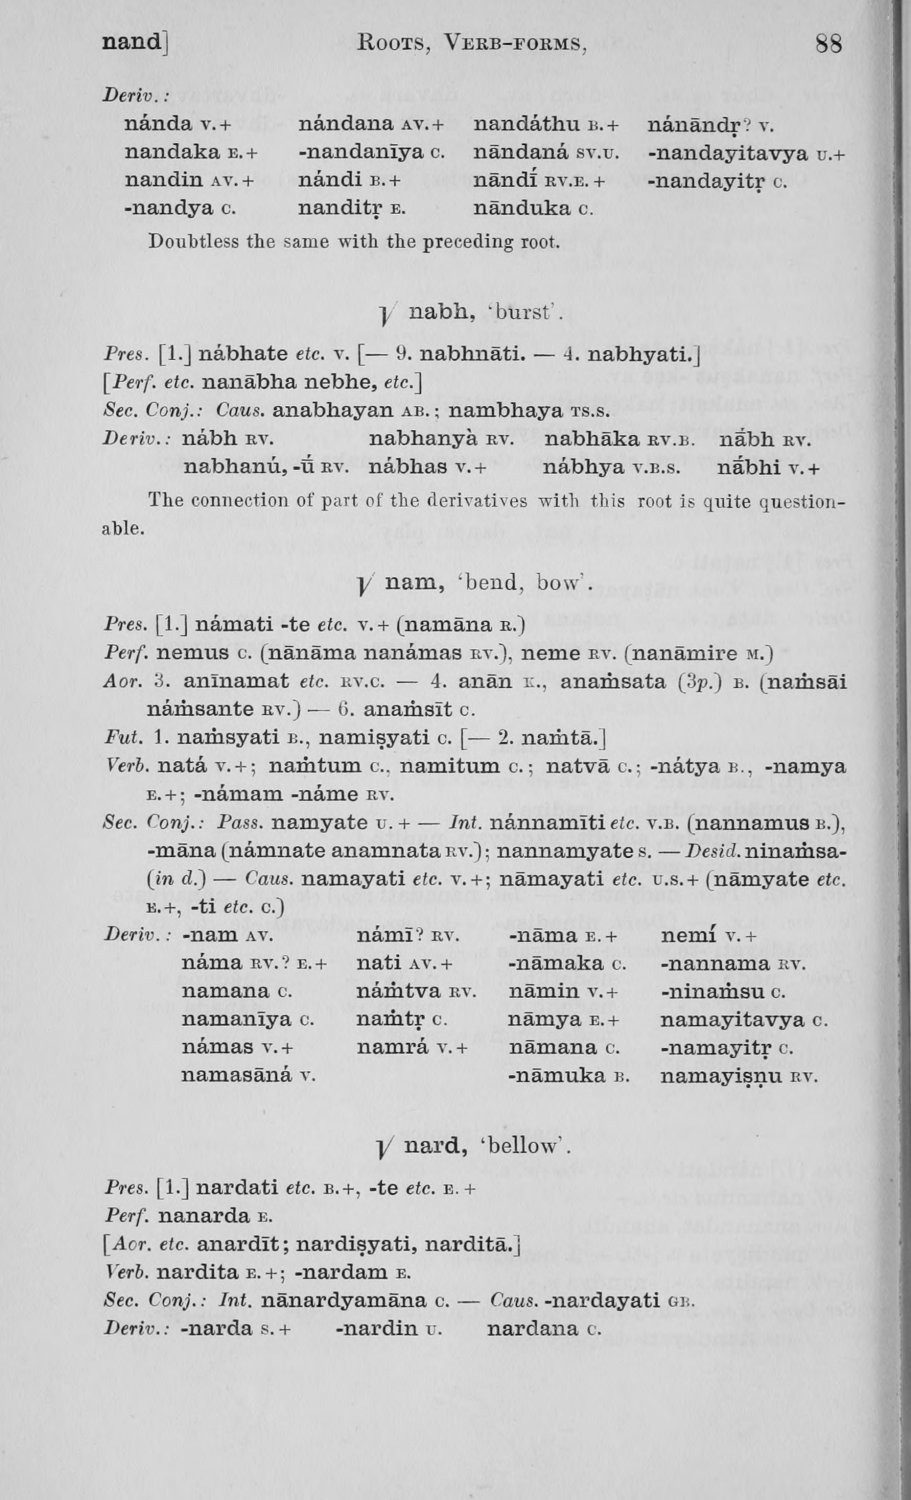 nand] ROOTS, VERB-FORMS, 88
Deriv.:
nánda V.+ nándana AV.+ nandáthu B.+ nánāndṛ? V.
nandaka E.+ -nandanīya C. nāndaná SV.U. -nandayitavya U.+
nandin AV.+ nándi B.+ nāndī́ RV.E.+ -nandayitṛ C.
-nandya C. nanditṛ E. nānduka C.
Doubtless the same with the preceding root.
√ nabh, ‘burst’.
Pres. [1.] nábhate etc. V. [— 9. nabhnāti. — 4. nabhyati.]
[Perf. etc. nanābha nebhe, etc.]
Sec. Conj.: Caus. anabhayan AB.; nambhaya TS.S.
Deriv.: nábh RV. nabhanyà RV. nabhāka RV.B. nā́bh RV.
nabhanú, -ū́ RV. nábhas V.+ nábhya V.B.S. nā́bhi V.+
The connection of part of the derivatives with this root is quite question-
able.
√ nam, ‘bend, bow’.
Pres. [1.] námati -te etc. V.+ (namāna R.)
Perf. nemus C. (nānāma nanámas RV.), neme RV. (nanāmire M.)
Aor. 3. anīnamat etc. RV.C. — 4. anān K., anaṁsata (3p.) B. (naṁsāi
náṁsante RV.) — 6. anaṁsīt C.
Fut. 1. naṁsyati B., namiṣyati C. [— 2. naṁtā.]
Verb. natá V.+; naṁtum C., namitum C.; natvā C.; -nátya B., -namya
E.+; -námam -náme RV.
Sec. Conj.: Pass. namyate U.+ — Int. nánnamīti etc. V.B. (nannamus B.),
-māna (námnate anamnata RV.); nannamyate S. — Desid. ninaṁsa-
(in d.) — Caus. namayati etc. V.+; nāmayati etc. U.S.+ (nāmyate etc.
E.+, -ti etc. C.)
Deriv.: -nam AV. námī? RV. -nāma E.+ nemí V.+
náma RV.? E.+ nati AV.+ -nāmaka C. -nannama RV.
namana C. náṁtva RV. nāmin V.+ -ninaṁsu C.
namanīya C. naṁtṛ C. nāmya E.+ namayitavya C.
námas V.+ namrá V.+ nāmana C. -namayitṛ C.
namasāná V. -nāmuka B. namayiṣṇu RV.
√ nard, ‘bellow’.
Pres. [1.] nardati etc. B.+, -te etc. E.+
Perf. nanarda E.
[Aor. etc. anardīt; nardiṣyati, narditā.]
Verb. nardita E.+; -nardam E.
Sec. Conj.: Int. nānardyamāna C. — Caus. -nardayati GB.
Deriv.: -narda S.+ -nardin U. nardana C.